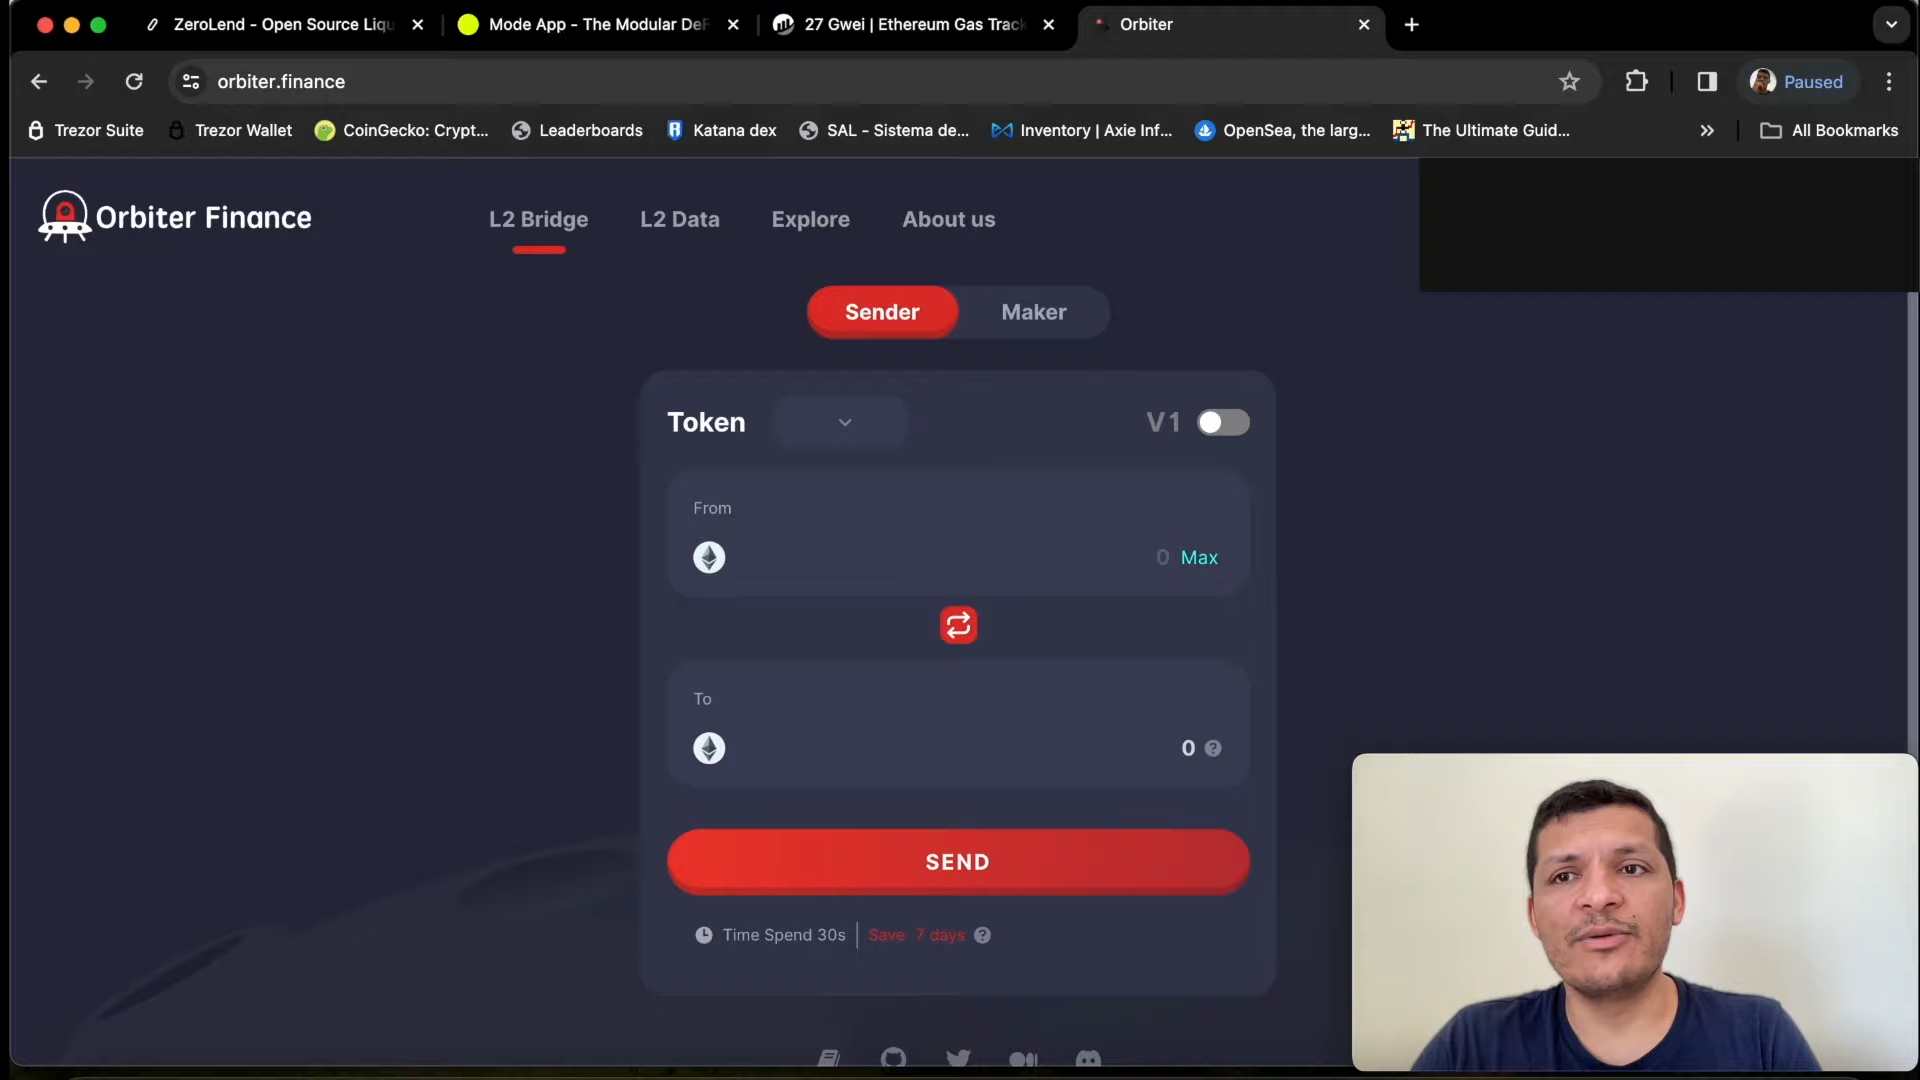 ZeroLend - Open Source Liqu
Mode App - The Modular DeF
27 Gwei | Ethereum Gas Track
Orbiter
orbiter.finance
Paused
Trezor Suite
Trezor Wallet
CoinGecko: Crypt...
Leaderboards
Katana dex
SAL - Sistema de...
Inventory | Axie Inf...
OpenSea, the larg...
The Ultimate Guid...
All Bookmarks
Orbiter Finance
L2 Bridge
L2 Data
Explore
About us
Sender
Maker
Token
V1
From
0 Max
To
0
SEND
Time Spend 30s
Save 7 days